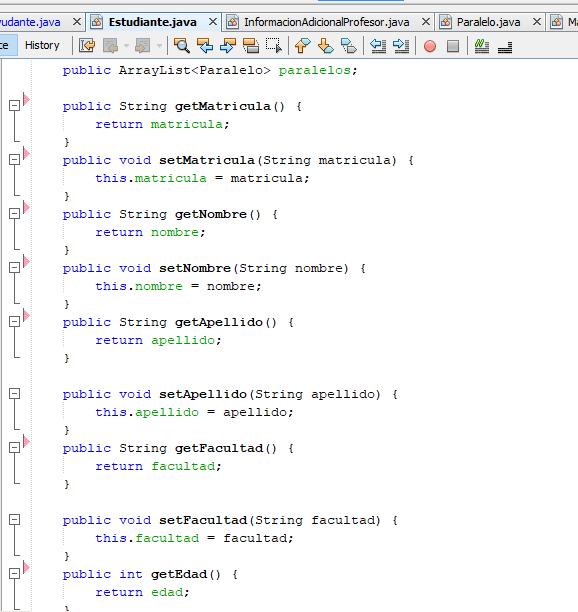 yudante.java Estudiante.java InformacionAdicionalProfesor.java Paralelo.java Ma
ce History
public ArrayList<Paralelo> paralelos;
public String getMatricula() {
return matricula;
}
public void setMatricula(String matricula) {
this.matricula = matricula;
}
public String getNombre() {
return nombre;
}
public void setNombre(String nombre) {
this.nombre = nombre;
}
public String getApellido() {
return apellido;
}
public void setApellido(String apellido) {
this.apellido = apellido;
}
public String getFacultad() {
return facultad;
}
public void setFacultad(String facultad) {
this.facultad = facultad;
}
public int getEdad() {
return edad;
}